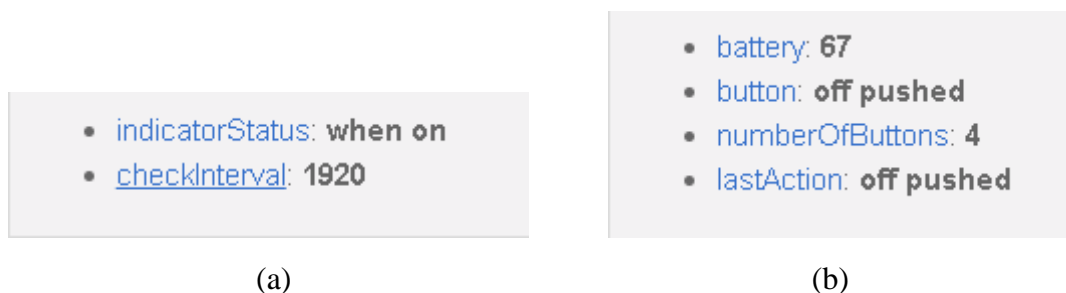 indicatorStatus: when on
checkInterval: 1920
(a)
battery: 67
button: off pushed
numberOfButtons: 4
lastAction: off pushed
(b)